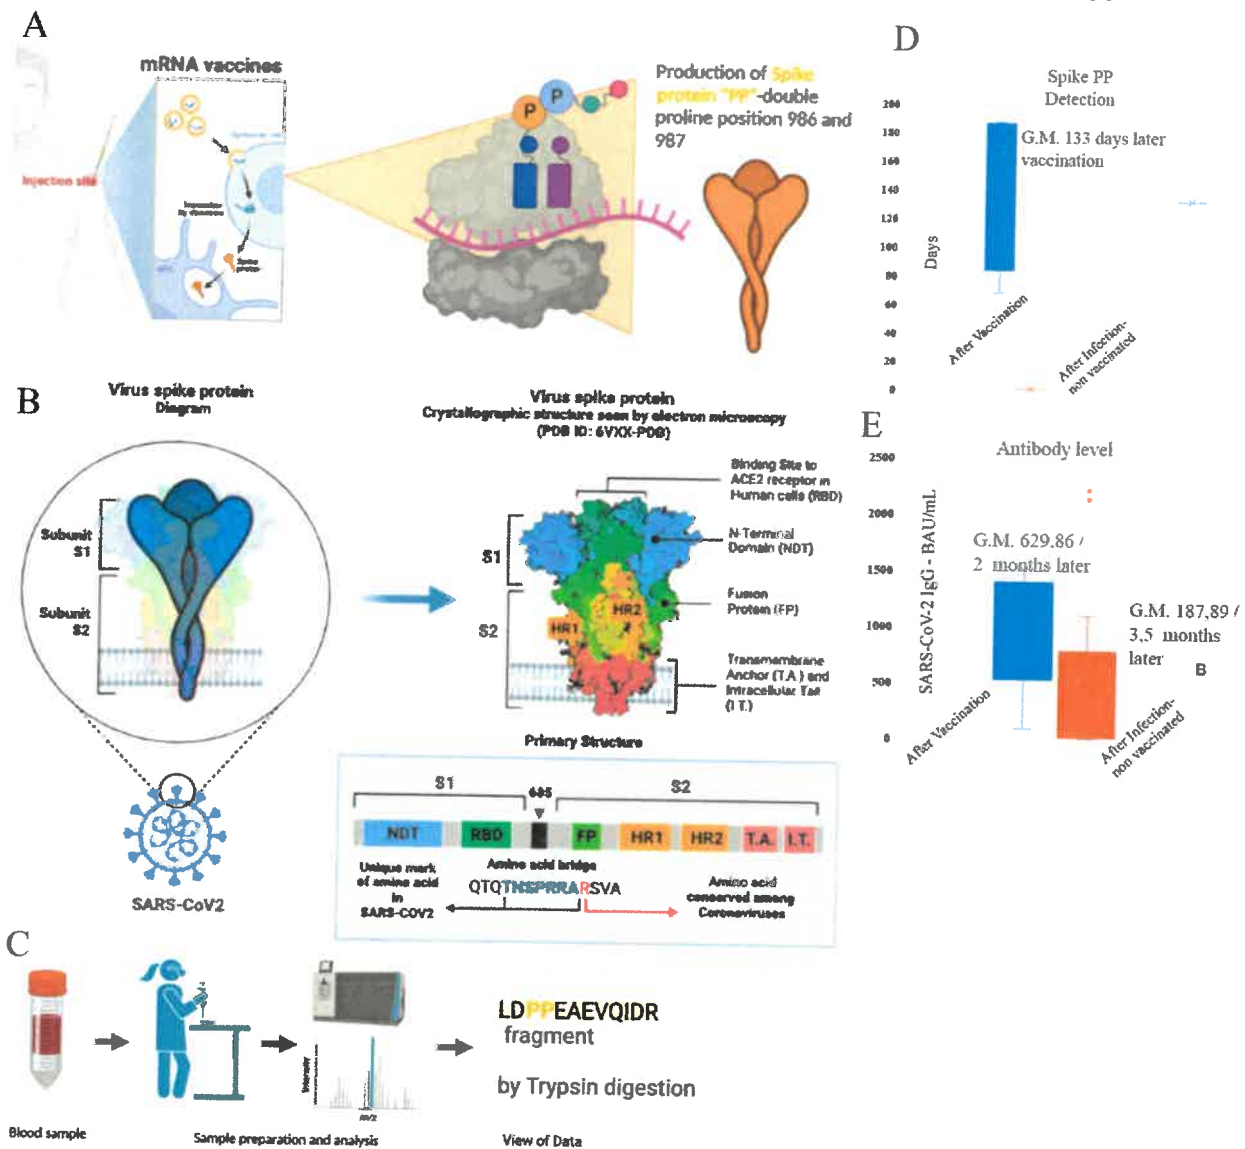 A
mRNA vaccines
Injection site
Translation
by ribosomes
Spike
protein
P
P
Production of Spike
protein "PP"-double
proline position 986 and
987
B
Virus spike protein
Diagram
Subunit
S1
Subunit
S2
SARS-CoV2
Virus spike protein
Crystallographic structure seen by electron microscopy
(PDB ID: 6VXX-PDB)
S1
S2
HR1
HR2
Binding Site to
ACE2 receptor in
Human cells (RBD)
N-Terminal
Domain (NDT)
Fusion
Protein (FP)
Transmembrane
Anchor (T.A.) and
Intracellular Tail
(I.T.)
Primary Structure
S1
685
S2
NDT
RBD
FP
HR1
HR2
T.A.
I.T.
Unique mark
of amino acid
in
SARS-COV2
Amino acid bridge
QTQTNSPRRARSVA
Amino acid
conserved among
Coronaviruses
C
Intensity
m/z
LDPPEAEVQIDR
fragment
by Trypsin digestion
Blood sample
Sample preparation and analysis
View of Data
D
Spike PP
Detection
200
180
160
140
120
100
80
60
40
20
0
Days
G.M. 133 days later
vaccination
After Vaccination
After Infection-
non vaccinated
E
Antibody level
2500
2000
1500
1000
500
0
SARS-CoV-2 IgG - BAU/mL
G.M. 629,86 /
2 months later
G.M. 187,89 /
3,5 months
later
B
After Vaccination
After Infection-
non vaccinated